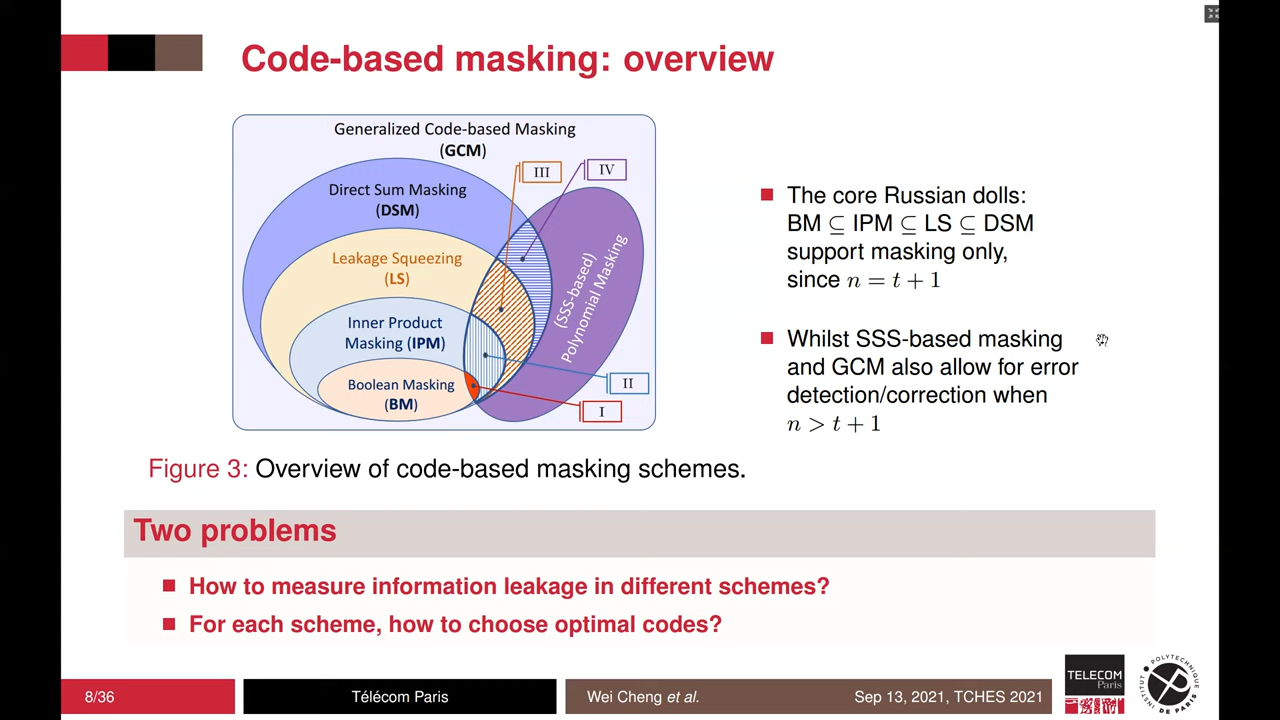 Code-based masking: overview
Generalized Code-based Masking
(GCM)
III
IV
Direct Sum Masking
(DSM)
Leakage Squeezing
(LS)
(SSS-based)
Polynomial Masking
Inner Product
Masking (IPM)
Boolean Masking
(BM)
II
I
The core Russian dolls:
BM ⊆ IPM ⊆ LS ⊆ DSM
support masking only,
since n = t + 1
Whilst SSS-based masking
and GCM also allow for error
detection/correction when
n > t + 1
Figure 3: Overview of code-based masking schemes.
Two problems
How to measure information leakage in different schemes?
For each scheme, how to choose optimal codes?
8/36
Télécom Paris
Wei Cheng et al.
Sep 13, 2021, TCHES 2021
TELECOM
Paris
INSTITUT POLYTECHNIQUE DE PARIS